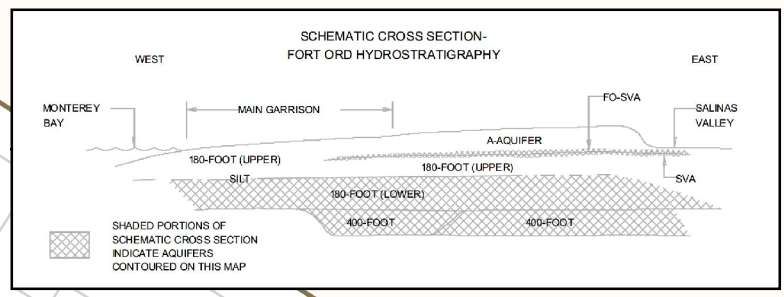 SCHEMATIC CROSS SECTION-
FORT ORD HYDROSTRATIGRAPHY
WEST
EAST
FO-SVA
MONTEREY
BAY
MAIN GARRISON
SALINAS
VALLEY
A-AQUIFER
180-FOOT (UPPER)
180-FOOT (UPPER)
SILT
SVA
180-FOOT (LOWER)
400-FOOT
400-FOOT
SHADED PORTIONS OF
SCHEMATIC CROSS SECTION
INDICATE AQUIFERS
CONTOURED ON THIS MAP